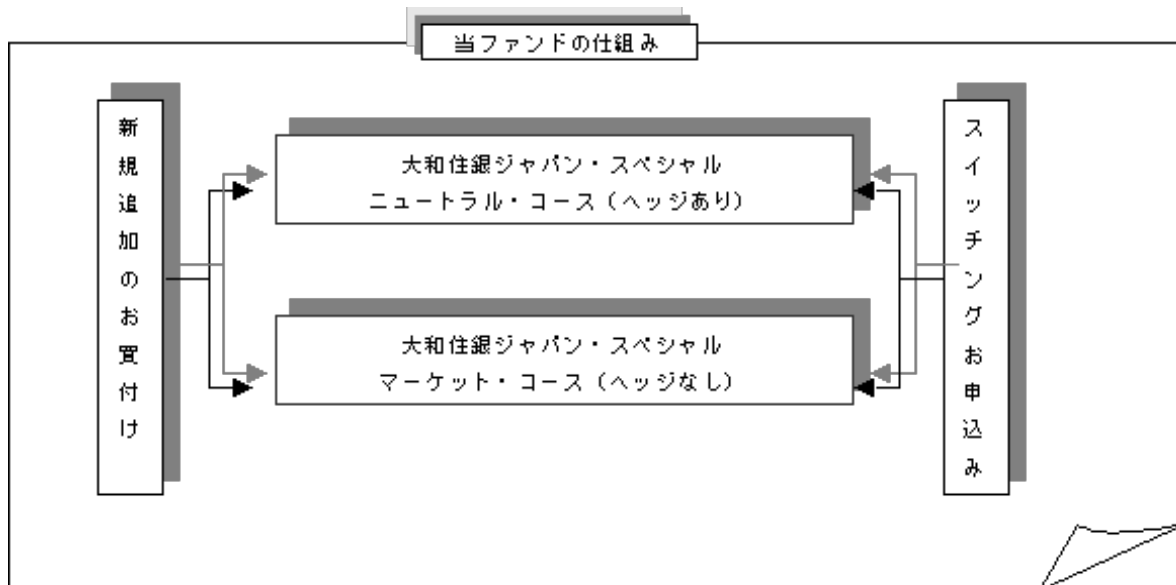 当ファンドの仕組み
新規追加のお買付け
大和住銀ジャパン・スペシャル
ニュートラル・コース（ヘッジあり）
大和住銀ジャパン・スペシャル
マーケット・コース（ヘッジなし）
スイッチングお申込み